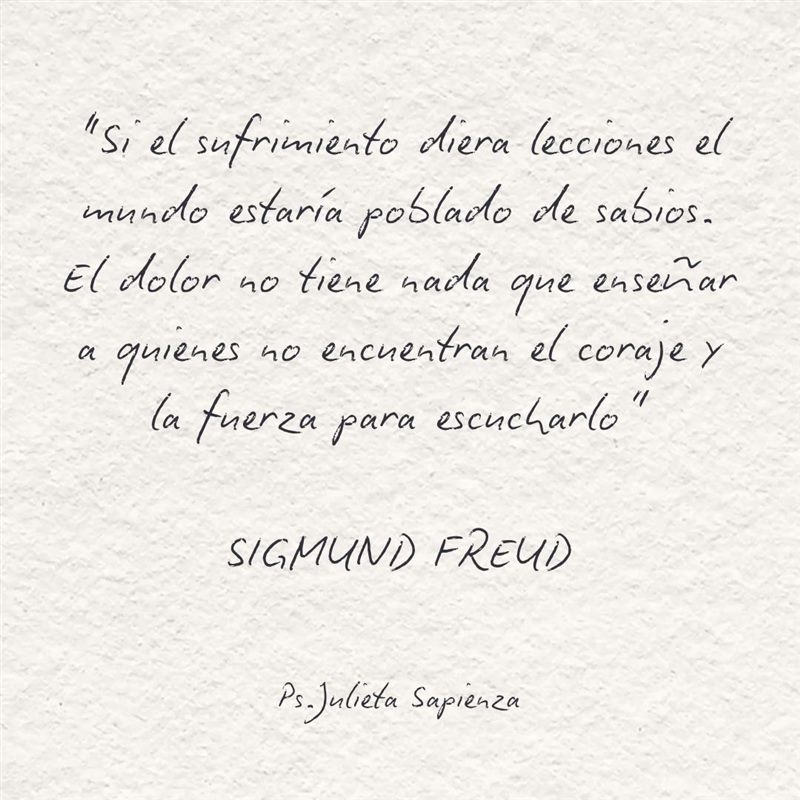 "Si el sufrimiento diera lecciones el
mundo estaría poblado de sabios.
El dolor no tiene nada que enseñar
a quienes no encuentran el coraje y
la fuerza para escucharlo"
SIGMUND FREUD
Ps. Julieta Sapienza